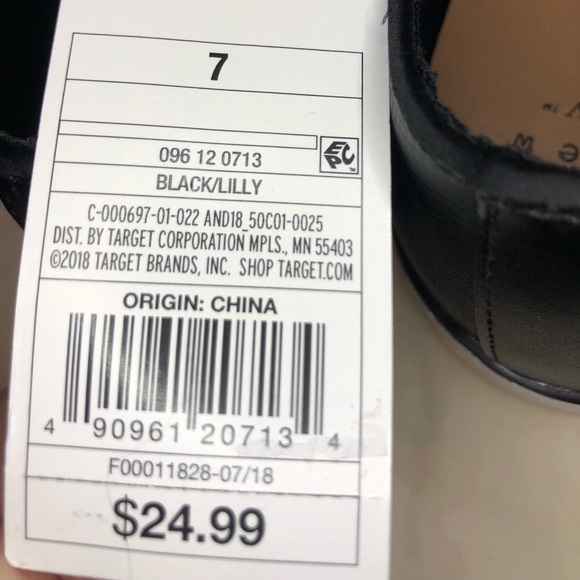 7
EPC™
096 12 0713
BLACK/LILLY
C-000697-01-022 AND18_50C01-0025
DIST. BY TARGET CORPORATION MPLS., MN 55403
©2018 TARGET BRANDS, INC. SHOP TARGET.COM
ORIGIN: CHINA
4 90961 20713 4
F00011828-07/18
$24.99